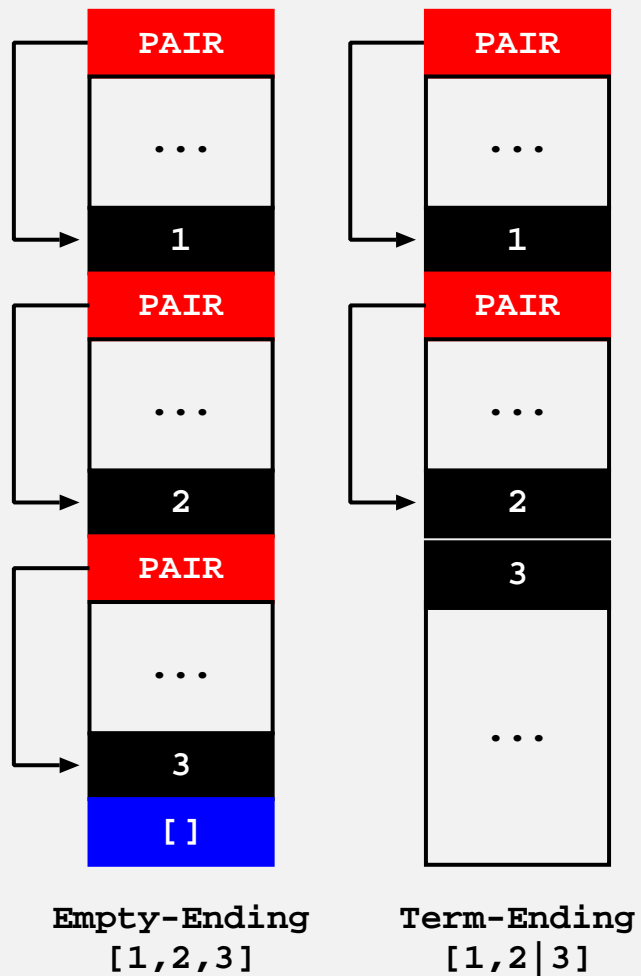 PAIR
...
1
PAIR
...
2
PAIR
...
3
[]
Empty-Ending
[1,2,3]
PAIR
...
1
PAIR
...
2
3
...
Term-Ending
[1,2|3]